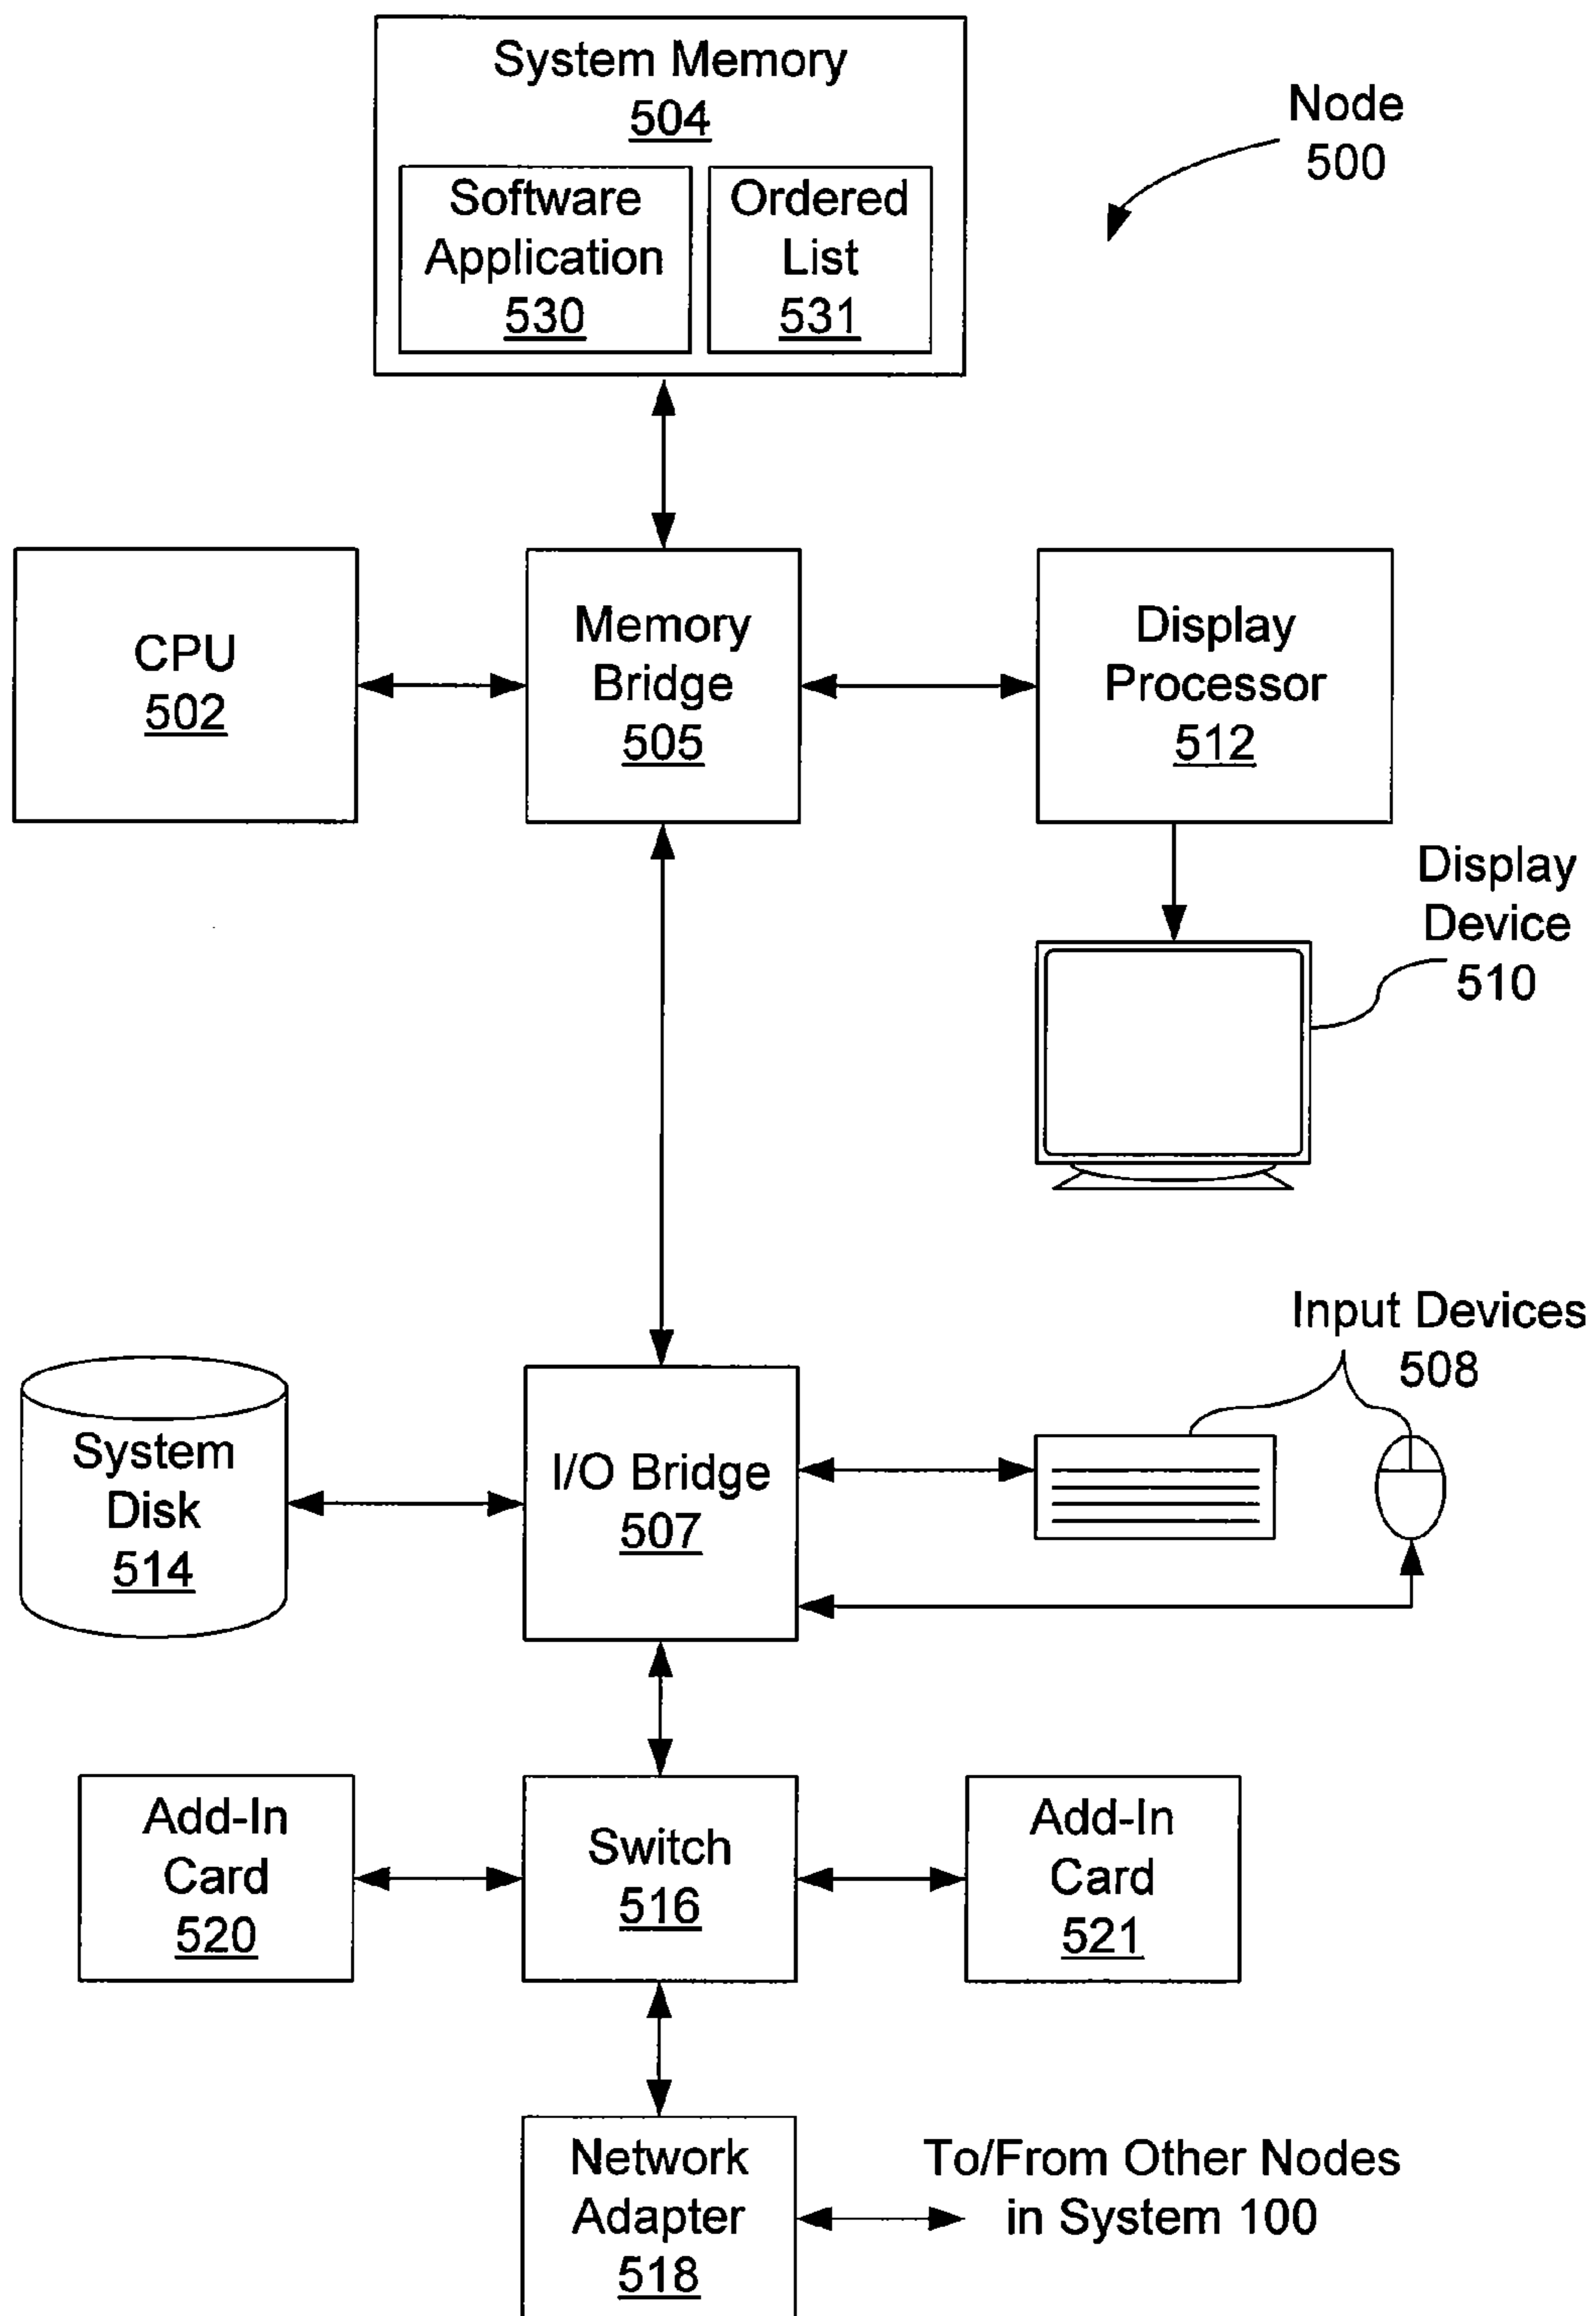 System Memory
504
Node
500
Software
Application
530
Ordered
List
531
CPU
502
Memory
Bridge
505
Display
Processor
512
Display
Device
510
Input Devices
508
System
Disk
514
I/O Bridge
507
Add-In
Card
520
Switch
516
Add-In
Card
521
Network
Adapter
518
To/From Other Nodes
in System 100